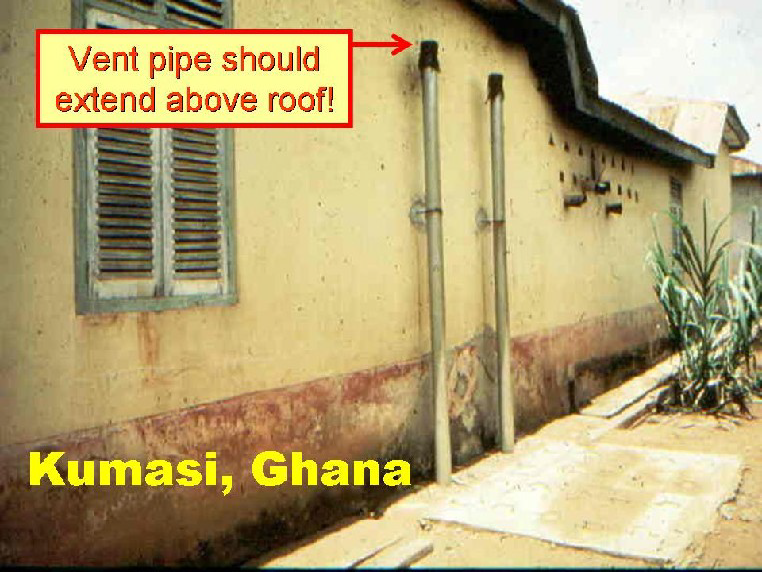 Vent pipe should
extend above roof!
Kumasi, Ghana